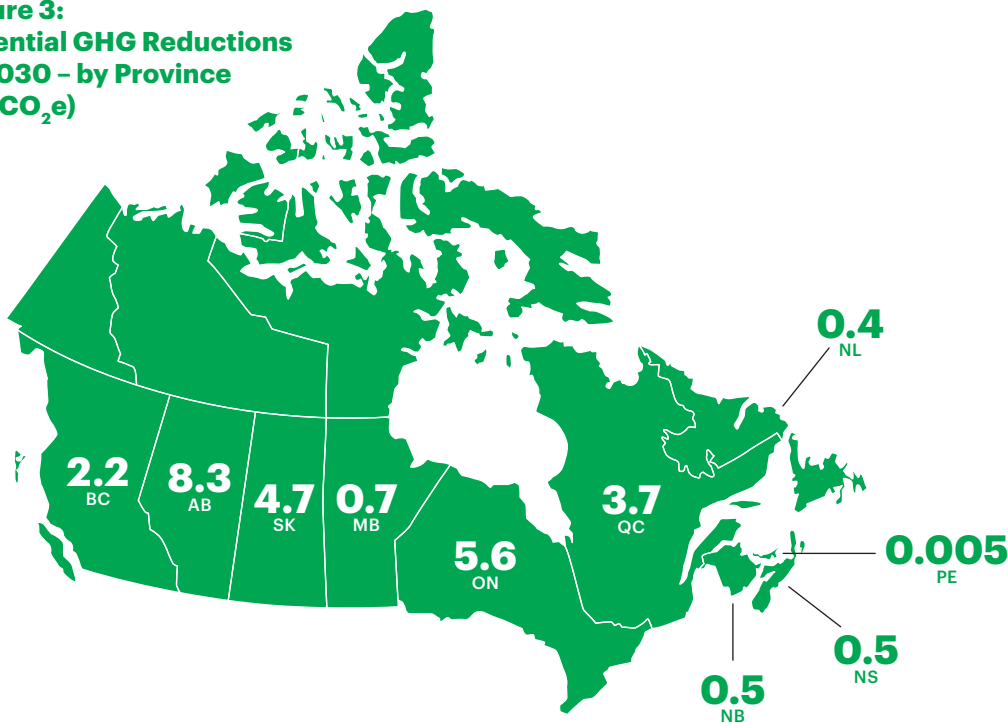 ure 3:
ential GHG Reductions
030 – by Province
CO₂e)
0.4
NL
2.2
BC
8.3
AB
4.7
SK
0.7
MB
3.7
QC
5.6
ON
0.005
PE
0.5
NS
0.5
NB